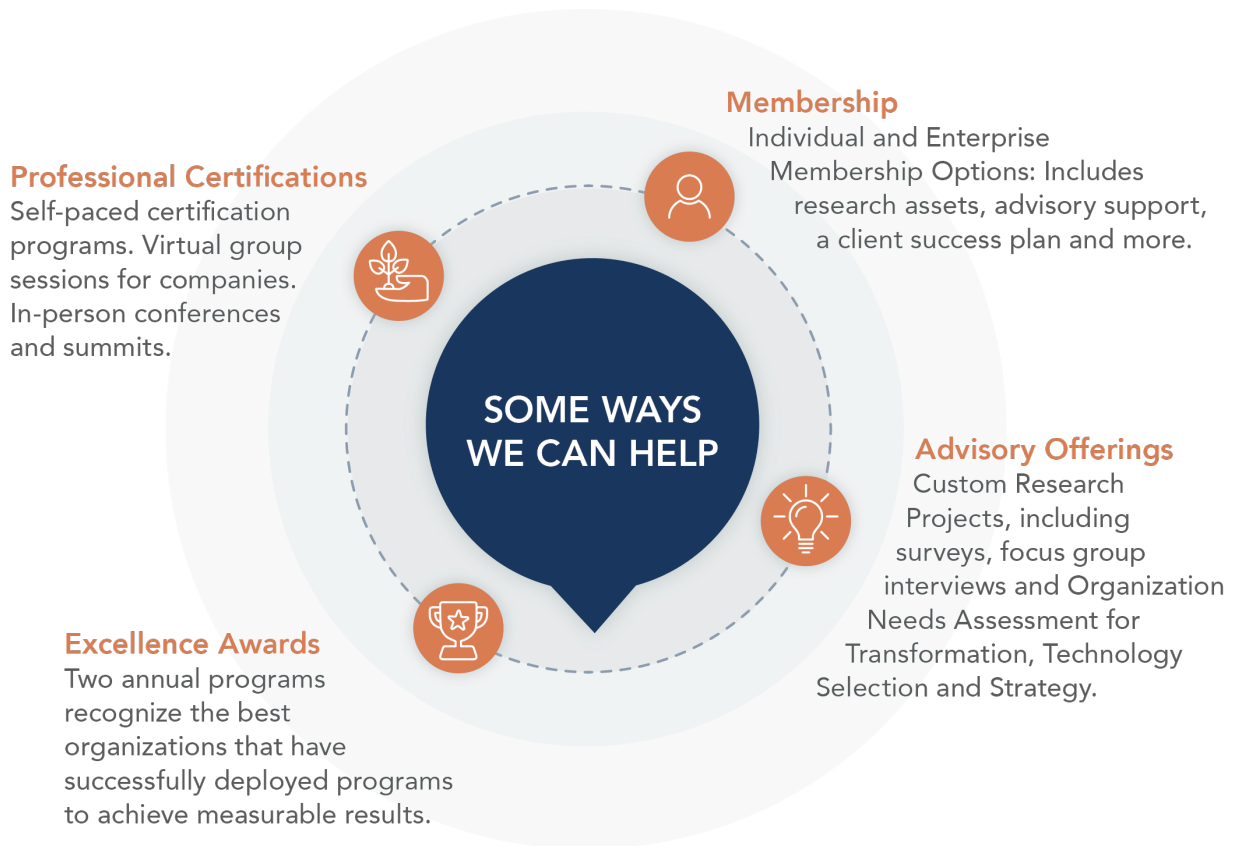 SOME WAYS
WE CAN HELP
Membership
Individual and Enterprise
Membership Options: Includes
research assets, advisory support,
a client success plan and more.
Professional Certifications
Self-paced certification
programs. Virtual group
sessions for companies.
In-person conferences
and summits.
Advisory Offerings
Custom Research
Projects, including
surveys, focus group
interviews and Organization
Needs Assessment for
Transformation, Technology
Selection and Strategy.
Excellence Awards
Two annual programs
recognize the best
organizations that have
successfully deployed programs
to achieve measurable results.